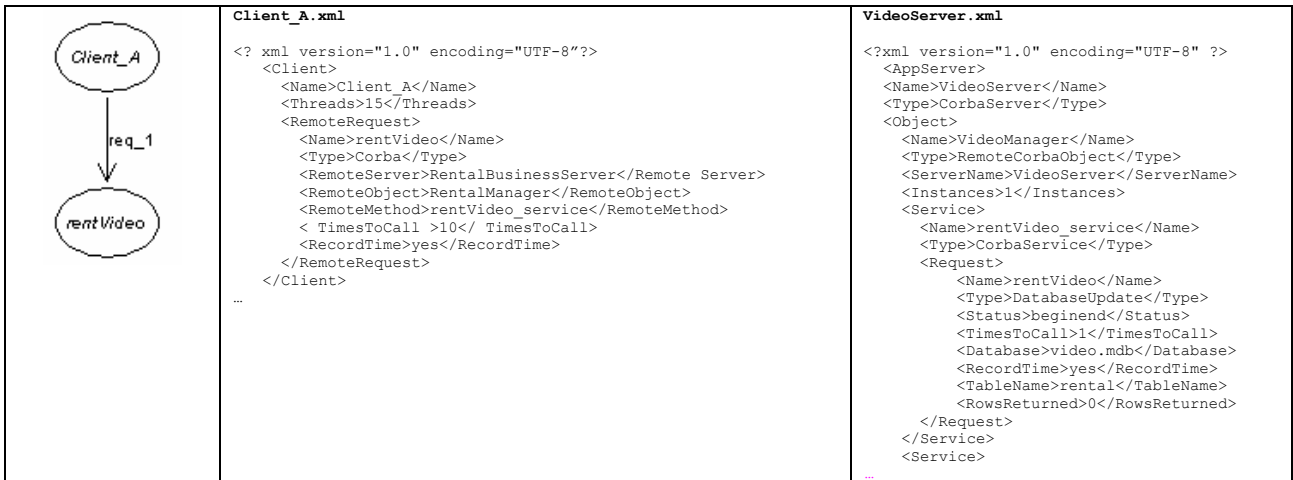 Client_A
req_1
rentVideo
Client_A.xml
<? xml version="1.0" encoding="UTF-8”?>
<Client>
<Name>Client_A</Name>
<Threads>15</Threads>
<RemoteRequest>
<Name>rentVideo</Name>
<Type>Corba</Type>
<RemoteServer>RentalBusinessServer</Remote Server>
<RemoteObject>RentalManager</RemoteObject>
<RemoteMethod>rentVideo_service</RemoteMethod>
< TimesToCall >10</ TimesToCall>
<RecordTime>yes</RecordTime>
</RemoteRequest>
</Client>
…
VideoServer.xml
<?xml version="1.0" encoding="UTF-8" ?>
<AppServer>
<Name>VideoServer</Name>
<Type>CorbaServer</Type>
<Object>
<Name>VideoManager</Name>
<Type>RemoteCorbaObject</Type>
<ServerName>VideoServer</ServerName>
<Instances>1</Instances>
<Service>
<Name>rentVideo_service</Name>
<Type>CorbaService</Type>
<Request>
<Name>rentVideo</Name>
<Type>DatabaseUpdate</Type>
<Status>beginend</Status>
<TimesToCall>1</TimesToCall>
<Database>video.mdb</Database>
<RecordTime>yes</RecordTime>
<TableName>rental</TableName>
<RowsReturned>0</RowsReturned>
</Request>
</Service>
<Service>
…